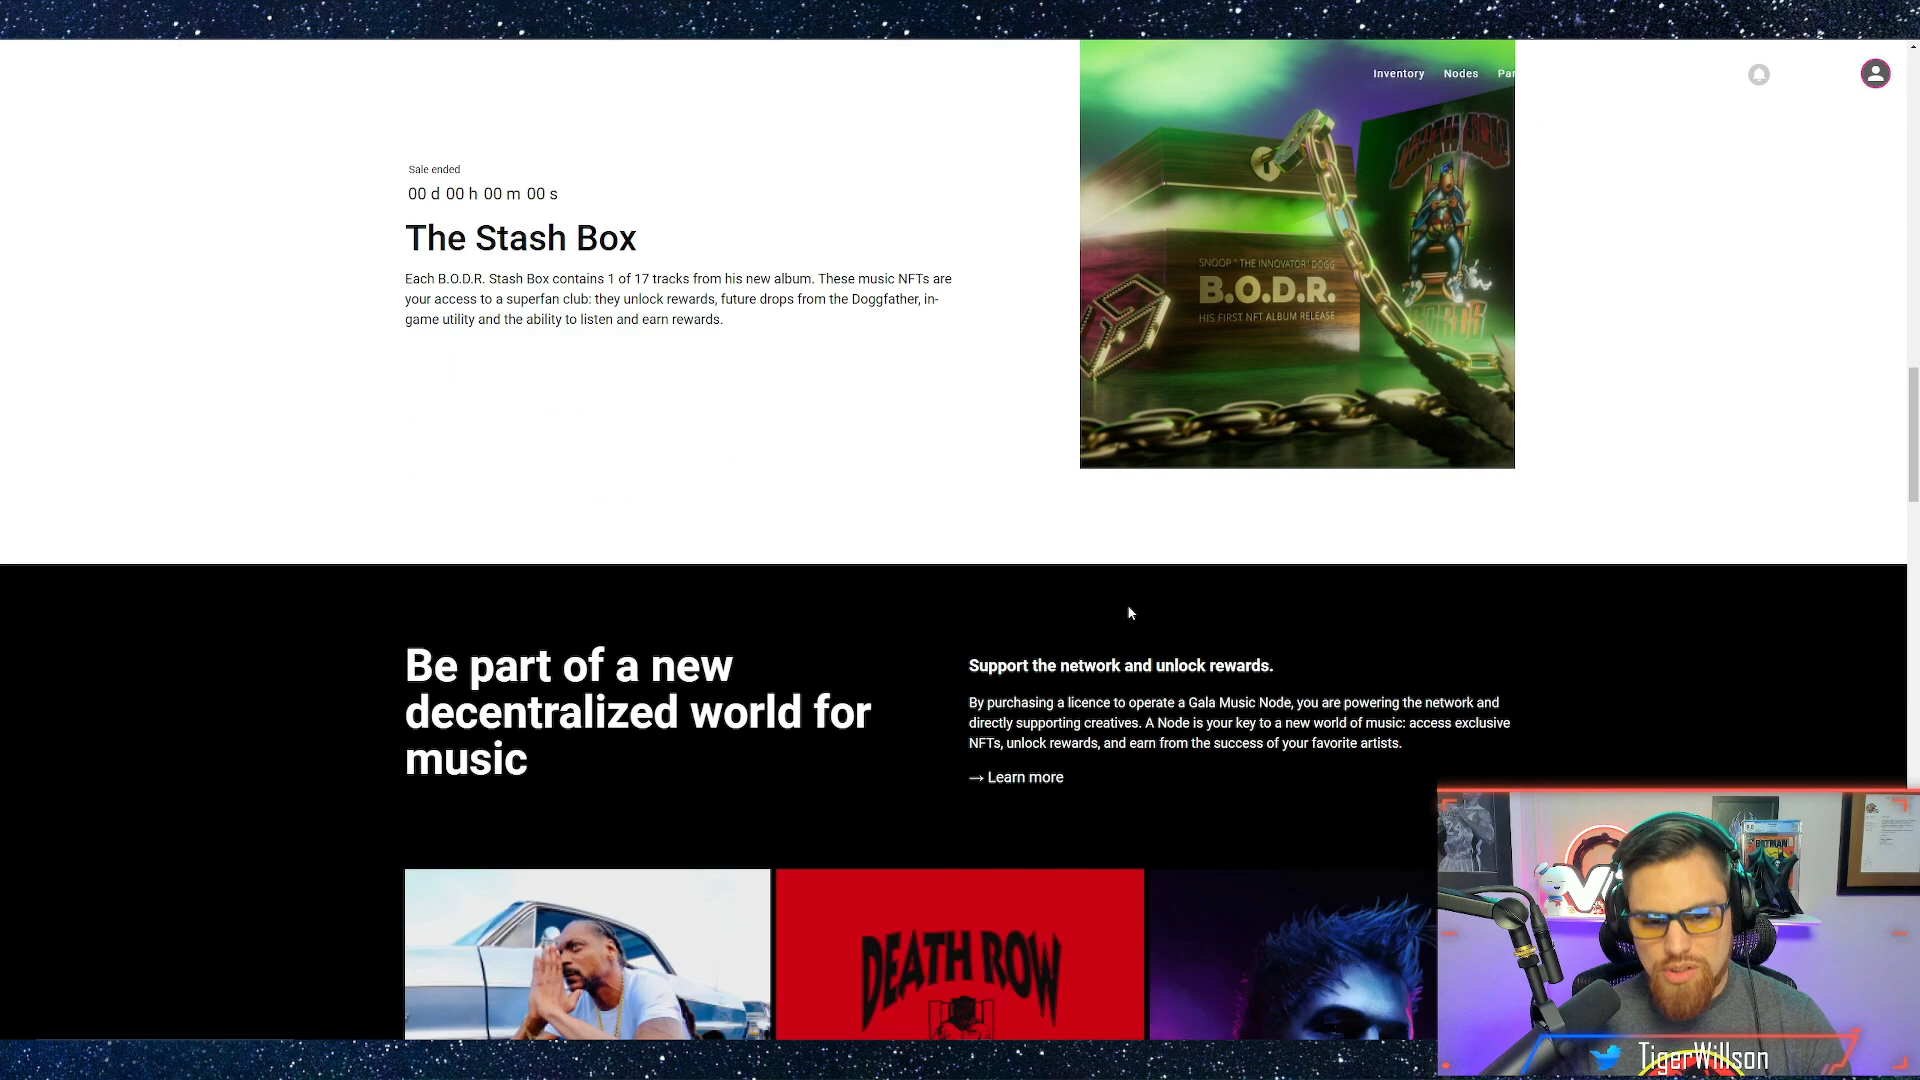 Inventory Nodes Par
Sale ended
00 d 00 h 00 m 00 s
The Stash Box
Each B.O.D.R. Stash Box contains 1 of 17 tracks from his new album. These music NFTs are
your access to a superfan club: they unlock rewards, future drops from the Doggfather, in-
game utility and the ability to listen and earn rewards.
SNOOP "THE INNOVATOR" DOGG
B.O.D.R.
HIS FIRST NFT ALBUM RELEASE
Be part of a new
decentralized world for
music
Support the network and unlock rewards.
By purchasing a licence to operate a Gala Music Node, you are powering the network and
directly supporting creatives. A Node is your key to a new world of music: access exclusive
NFTs, unlock rewards, and earn from the success of your favorite artists.
→ Learn more
DEATH ROW
BATMAN
TigerWillson